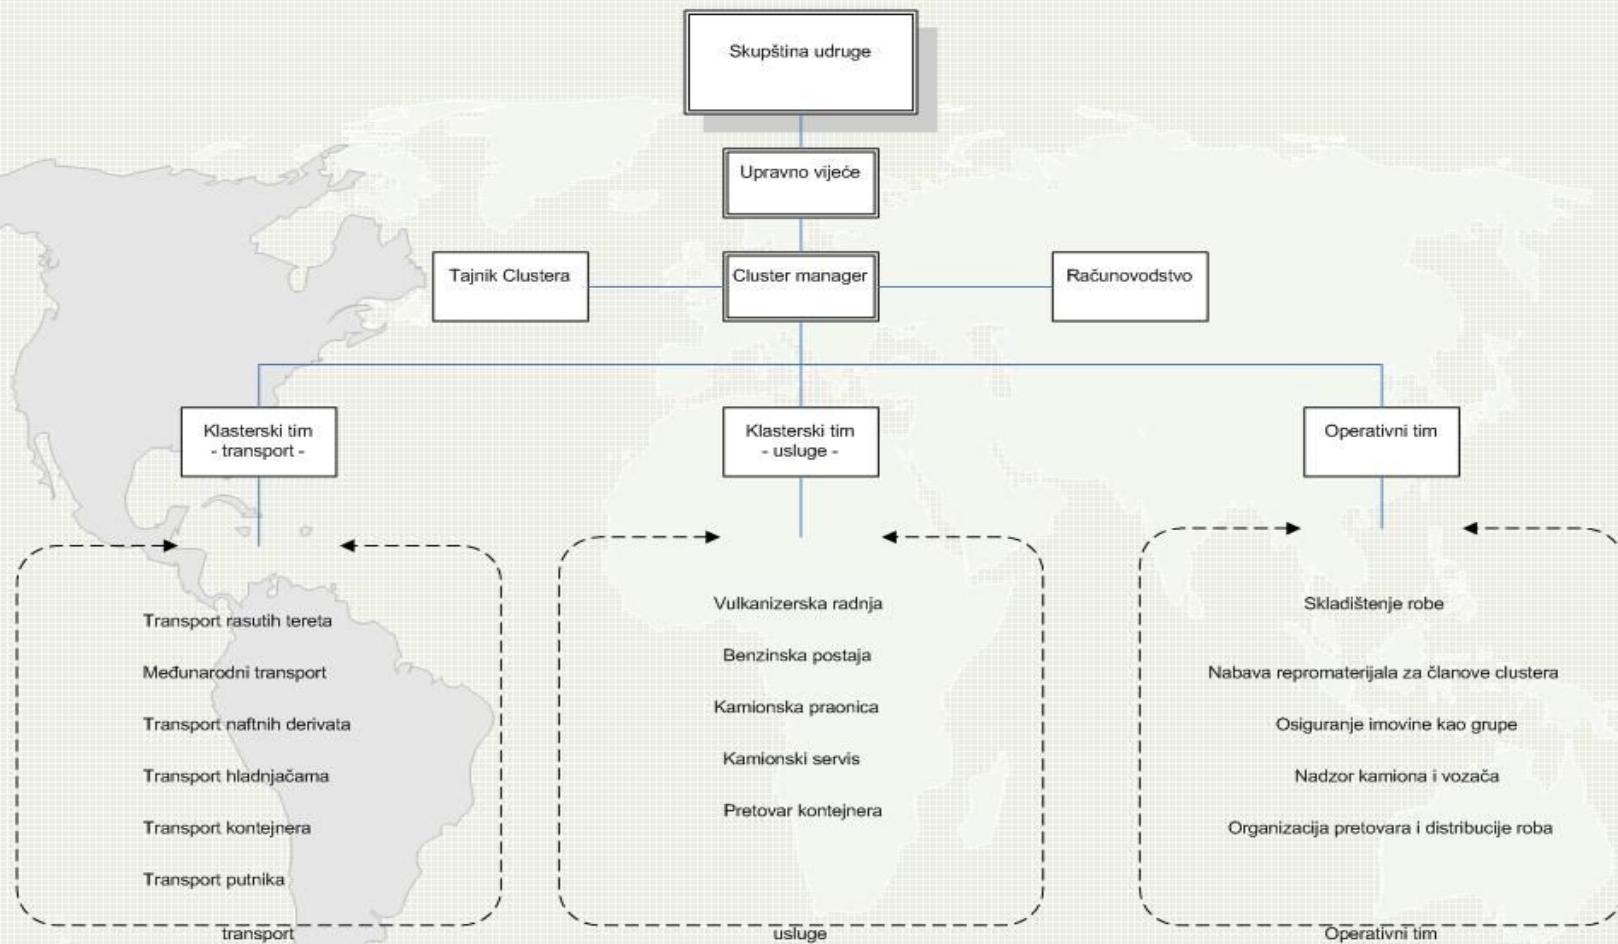 Skupština udruge
Upravno vijeće
Tajnik Clustera
Cluster manager
Računovodstvo
Klasterski tim
- transport -
Klasterski tim
- usluge -
Operativni tim
Transport rasutih tereta
Međunarodni transport
Transport naftnih derivata
Transport hladnjačama
Transport kontejnera
Transport putnika
transport
Vulkanizerska radnja
Benzinska postaja
Kamionska praonica
Kamionski servis
Pretovar kontejnera
usluge
Skladištenje robe
Nabava repromaterijala za članove clustera
Osiguranje imovine kao grupe
Nadzor kamiona i vozača
Organizacija pretovara i distribucije roba
Operativni tim